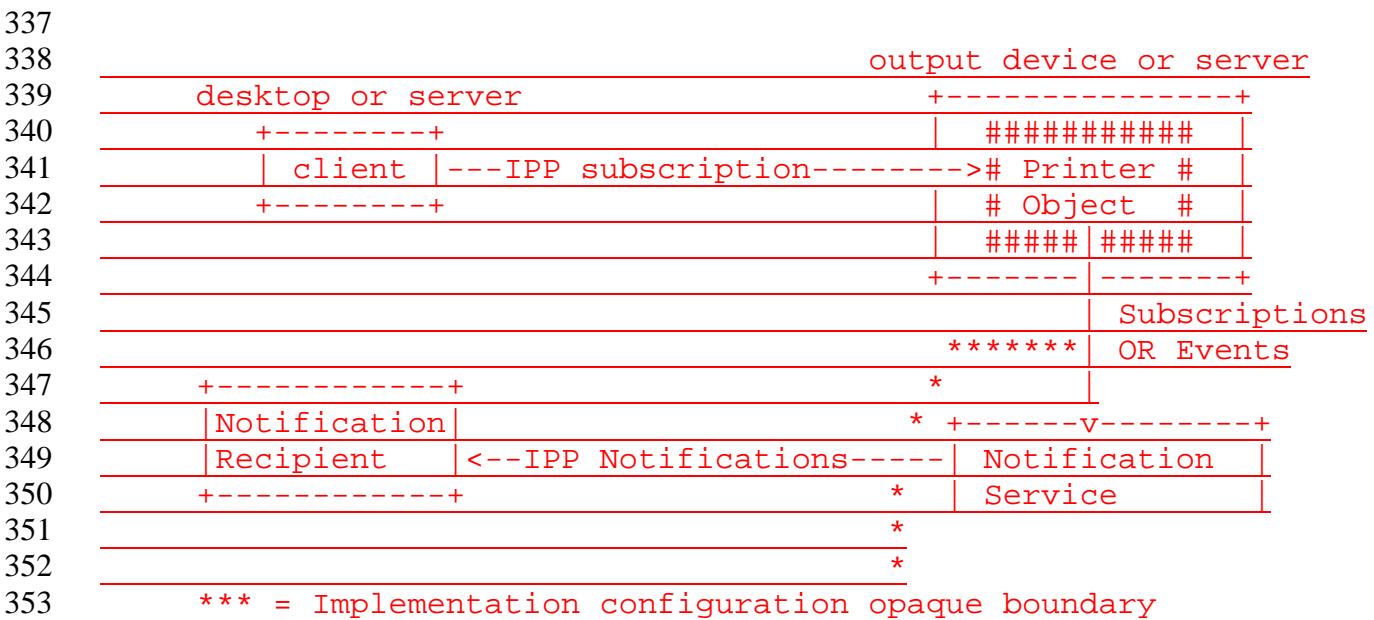 337
338                                                  output device or server
339       desktop or server                           +---------------+
340           +--------+                                |  ###########  |
341           | client |---IPP subscription--------># Printer #  |
342           +--------+                                |  # Object  #  |
343                                                      |  #####|#####  |
344                                                      +-------|-------+
345                                                              | Subscriptions
346                                                       *******| OR Events
347       +------------+                              *        |
348       |Notification|                             * +------v--------+
349       |Recipient   |<--IPP Notifications-----| Notification  |
350       +------------+                            *  | Service       |
351                                                   *
352                                                   *
353       *** = Implementation configuration opaque boundary